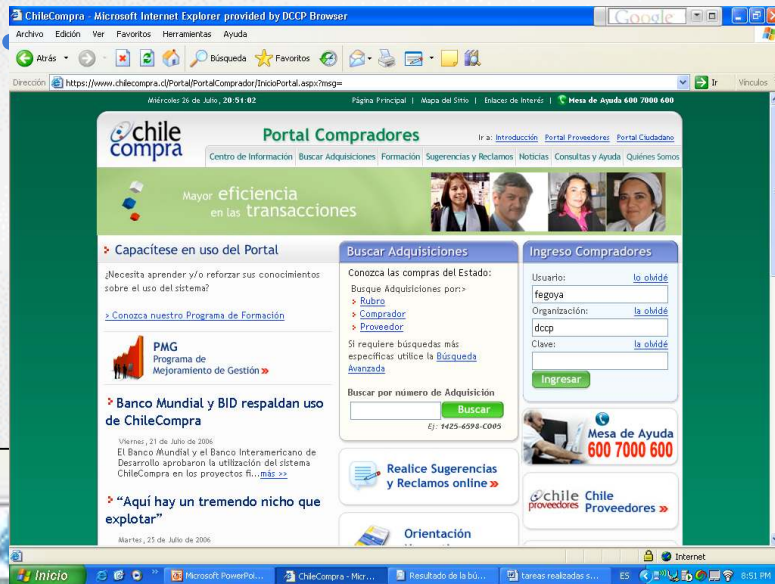 ChileCompra - Microsoft Internet Explorer provided by DCCP Browser
Google
Archivo Edición Ver Favoritos Herramientas Ayuda
Atrás Búsqueda Favoritos
Dirección https://www.chilecompra.cl/Portal/PortalComprador/InicioPortal.aspx?msg= Ir Vínculos
Miércoles 26 de Julio, 20:51:02 Página Principal | Mapa del Sitio | Enlaces de Interés | Mesa de Ayuda 600 7000 600
chile compra
Portal Compradores
Ir a: Introducción Portal Proveedores Portal Ciudadano
Centro de Información Buscar Adquisiciones Formación Sugerencias y Reclamos Noticias Consultas y Ayuda Quiénes Somos
Mayor eficiencia
en las transacciones
Capacítese en uso del Portal
¿Necesita aprender y/o reforzar sus conocimientos
sobre el uso del sistema?
> Conozca nuestro Programa de Formación
PMG
Programa de
Mejoramiento de Gestión »
Banco Mundial y BID respaldan uso
de ChileCompra
Viernes, 21 de Julio de 2006
El Banco Mundial y el Banco Interamericano de
Desarrollo aprobaron la utilización del sistema
ChileCompra en los proyectos fi...más >>
“Aquí hay un tremendo nicho que
explotar”
Martes, 25 de Julio de 2006
Buscar Adquisiciones
Conozca las compras del Estado:
Busque Adquisiciones por:>
Rubro
Comprador
Proveedor
Si requiere búsquedas más
específicas utilice la Búsqueda
Avanzada
Buscar por número de Adquisición
Buscar
Ej: 1425-6598-C005
Realice Sugerencias
y Reclamos online »
Orientación
Ingreso Compradores
Usuario: lo olvidé
fegoya
Organización: la olvidé
dccp
Clave: la olvidé
Ingresar
Mesa de Ayuda
600 7000 600
chile proveedores
Chile
Proveedores »
Internet
Inicio
Microsoft PowerPoi...
ChileCompra - Micr...
Resultado de la bú...
tareas realizadas s...
ES
8:51 PM